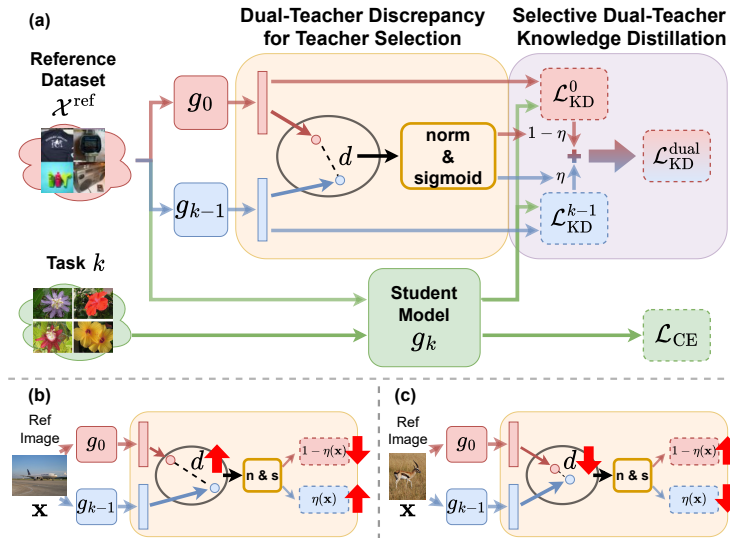 (a)
Dual-Teacher Discrepancy
for Teacher Selection
Selective Dual-Teacher
Knowledge Distillation
Reference
Dataset
𝒳^ref
g_0
g_{k−1}
d
norm
&
sigmoid
1 − η
η
+
ℒ^0_KD
ℒ^{k−1}_KD
ℒ^dual_KD
Task k
Student
Model
g_k
ℒ_CE
(b)
Ref
Image
x
g_0
g_{k−1}
d
n & s
1 − η(x)
η(x)
(c)
Ref
Image
x
g_0
g_{k−1}
d
n & s
1 − η(x)
η(x)